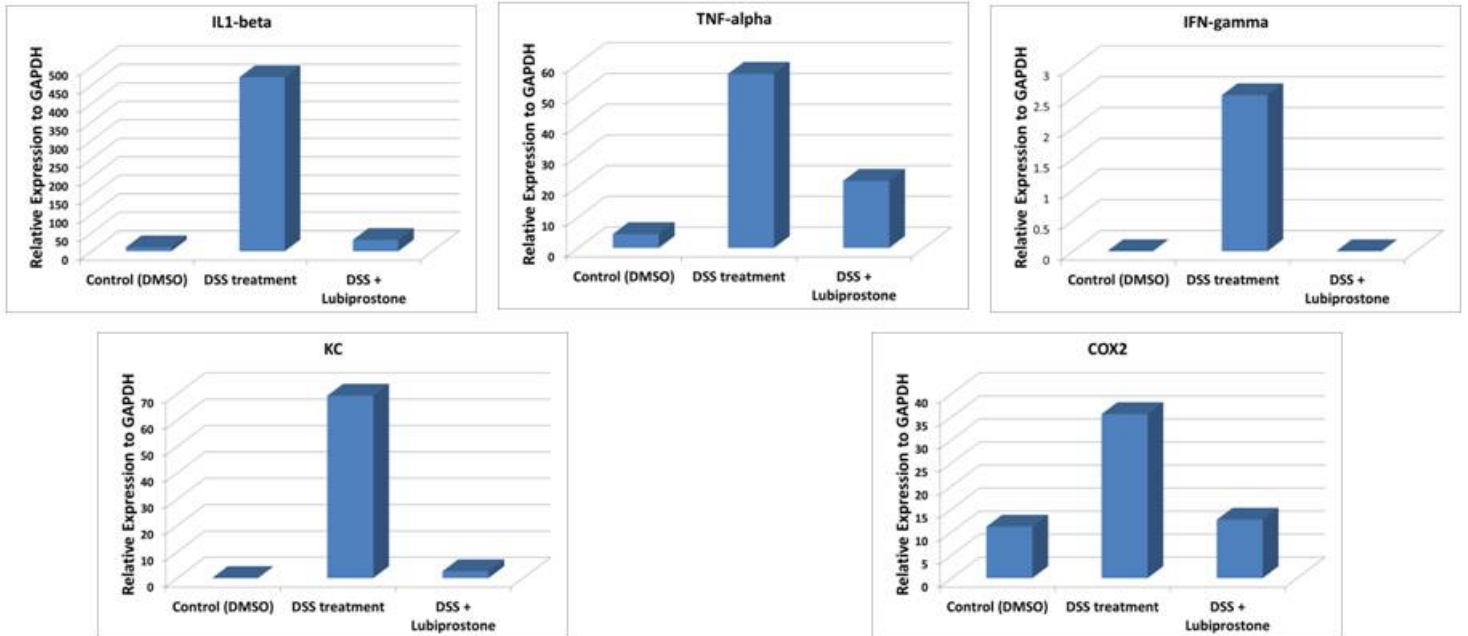 IL1-beta
Relative Expression to GAPDH
500
450
400
350
300
250
200
150
100
50
0
Control (DMSO) DSS treatment DSS +
Lubiprostone
TNF-alpha
Relative Expression to GAPDH
60
50
40
30
20
10
0
Control (DMSO) DSS treatment DSS +
Lubiprostone
IFN-gamma
Relative Expression to GAPDH
3
2.5
2
1.5
1
0.5
0
Control (DMSO) DSS treatment DSS +
Lubiprostone
KC
Relative Expression to GAPDH
70
60
50
40
30
20
10
0
Control (DMSO) DSS treatment DSS +
Lubiprostone
COX2
Relative Expression to GAPDH
40
35
30
25
20
15
10
5
0
Control (DMSO) DSS treatment DSS +
Lubiprostone